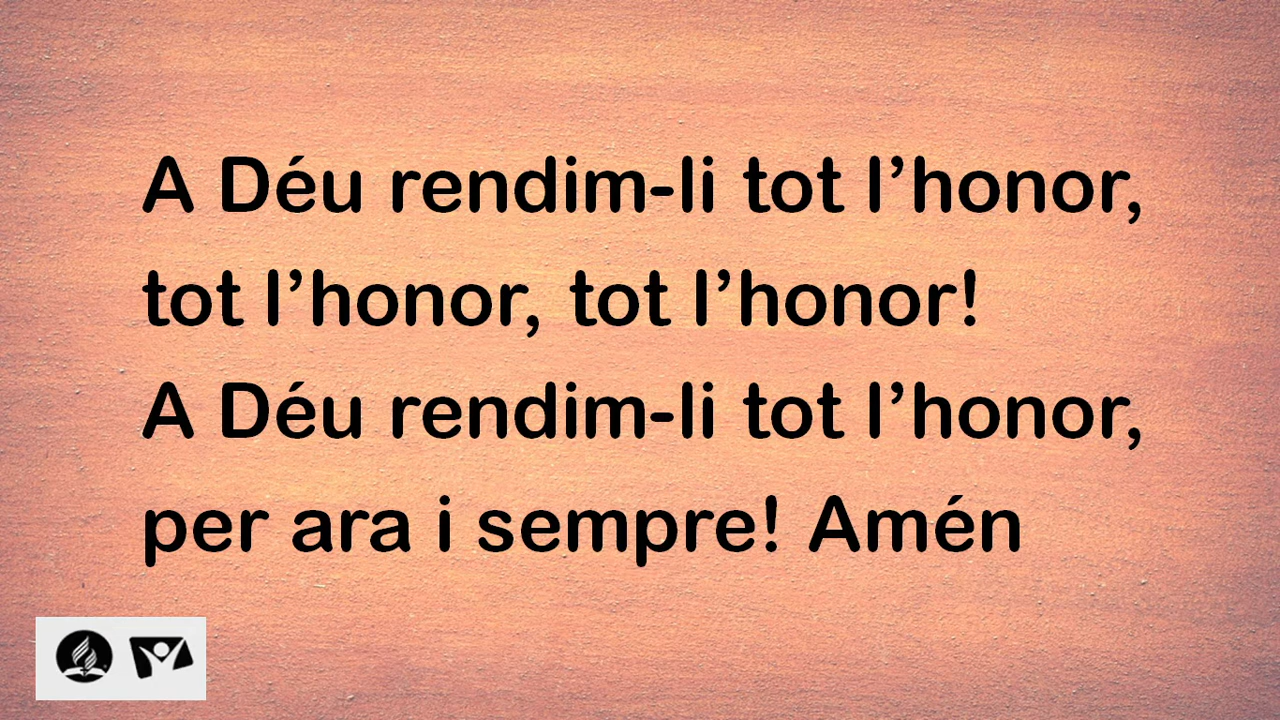 A Déu rendim-li tot l’honor,
tot l’honor, tot l’honor!
A Déu rendim-li tot l’honor,
per ara i sempre! Amén